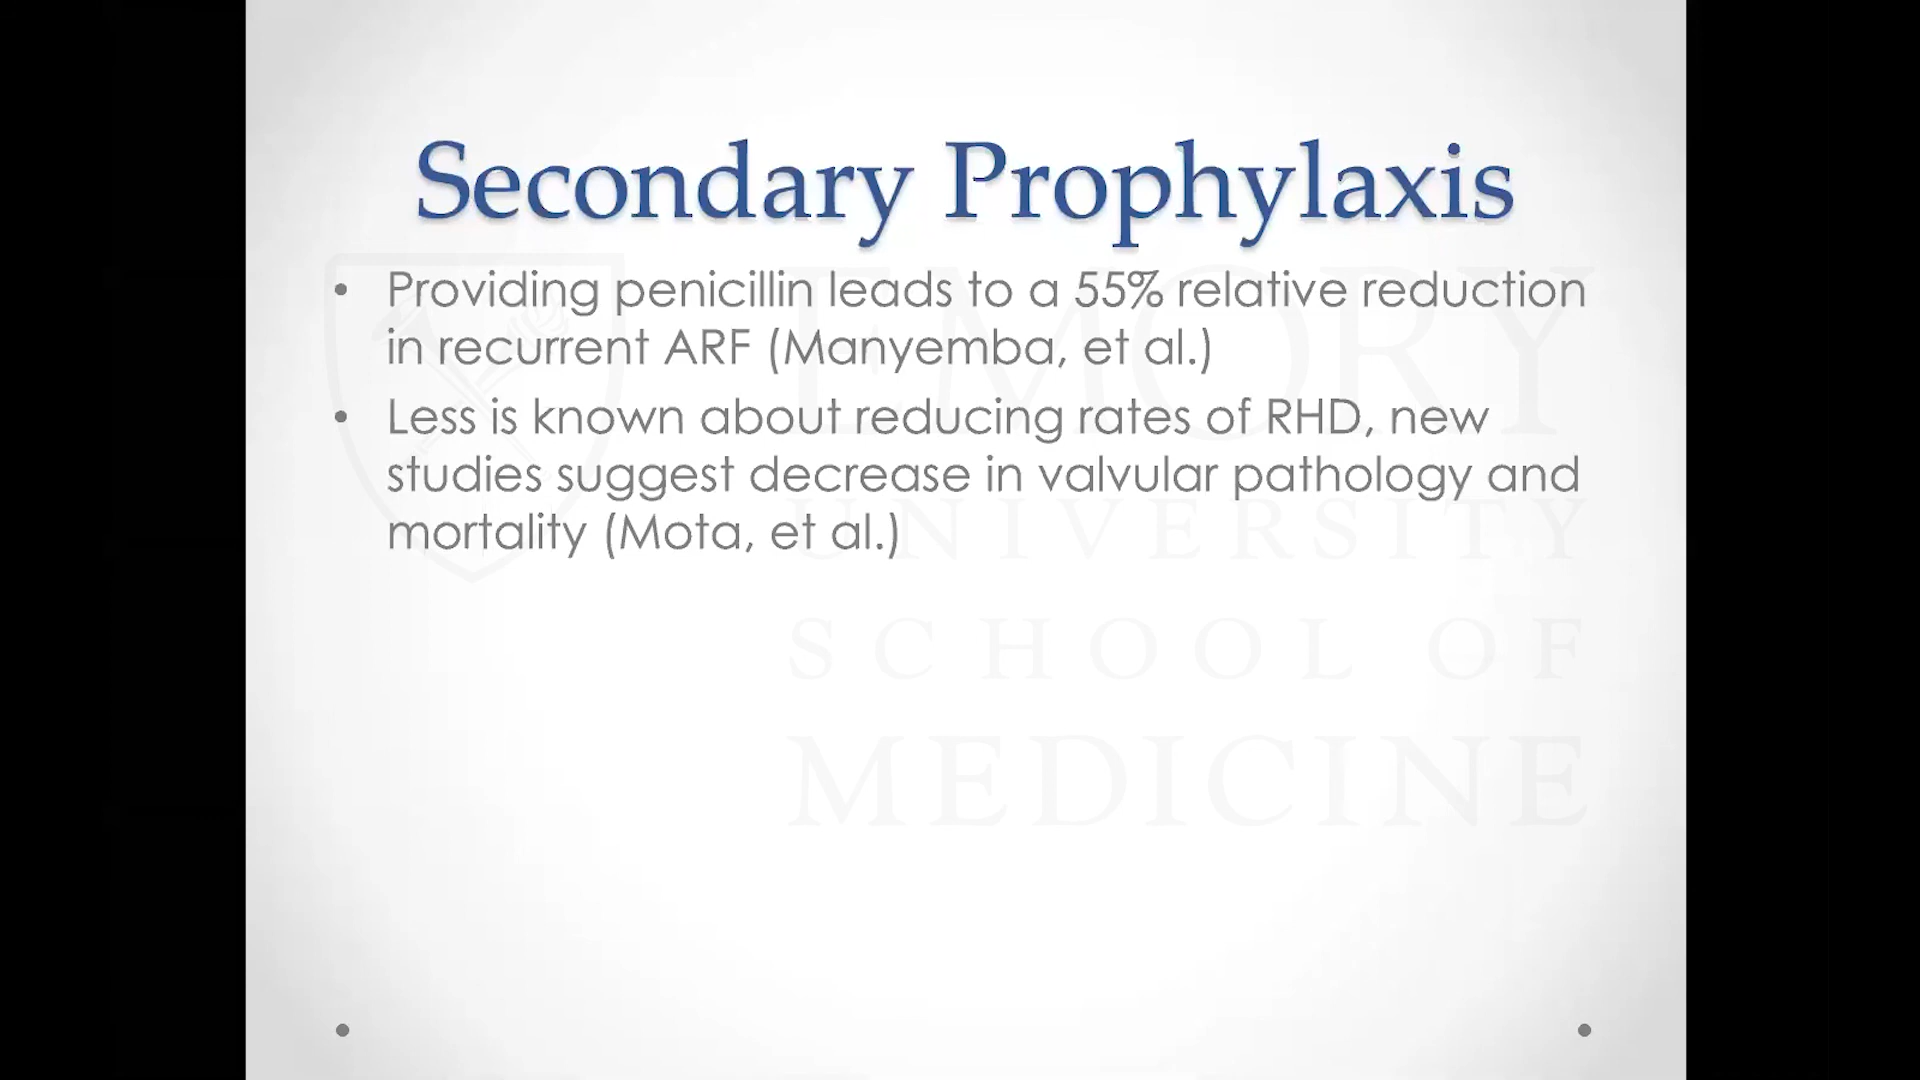 Secondary Prophylaxis
• Providing penicillin leads to a 55% relative reduction
in recurrent ARF (Manyemba, et al.)
• Less is known about reducing rates of RHD, new
studies suggest decrease in valvular pathology and
mortality (Mota, et al.)
EMORY
UNIVERSITY
SCHOOL OF
MEDICINE